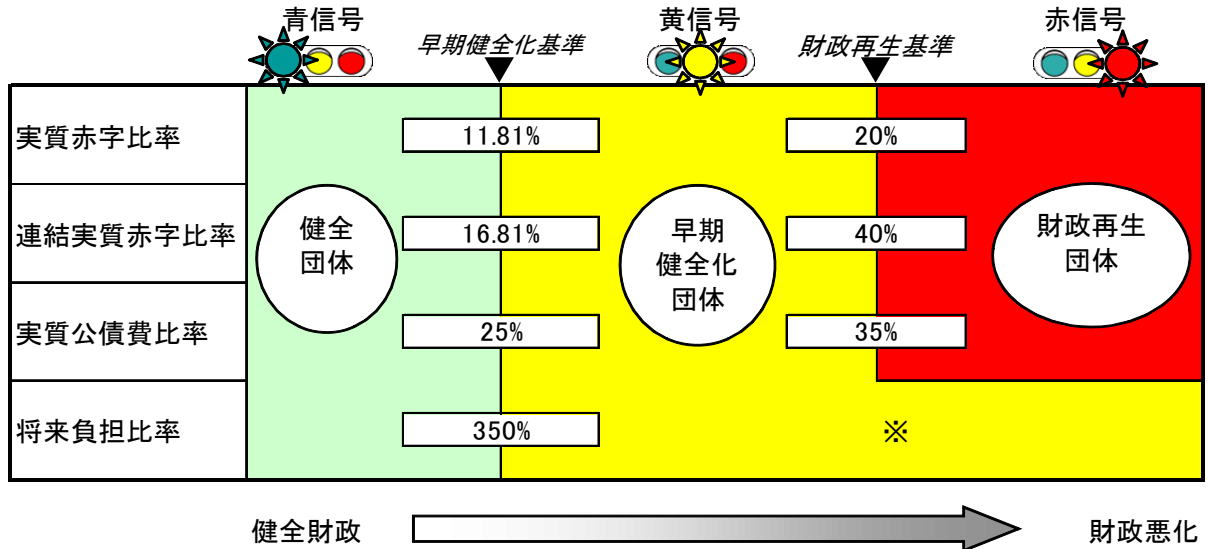 青信号
黄信号
赤信号
早期健全化基準
財政再生基準
実質赤字比率
11.81%
20%
連結実質赤字比率
健全
団体
16.81%
早期
健全化
団体
40%
財政再生
団体
実質公債費比率
25%
35%
将来負担比率
350%
※
健全財政
財政悪化